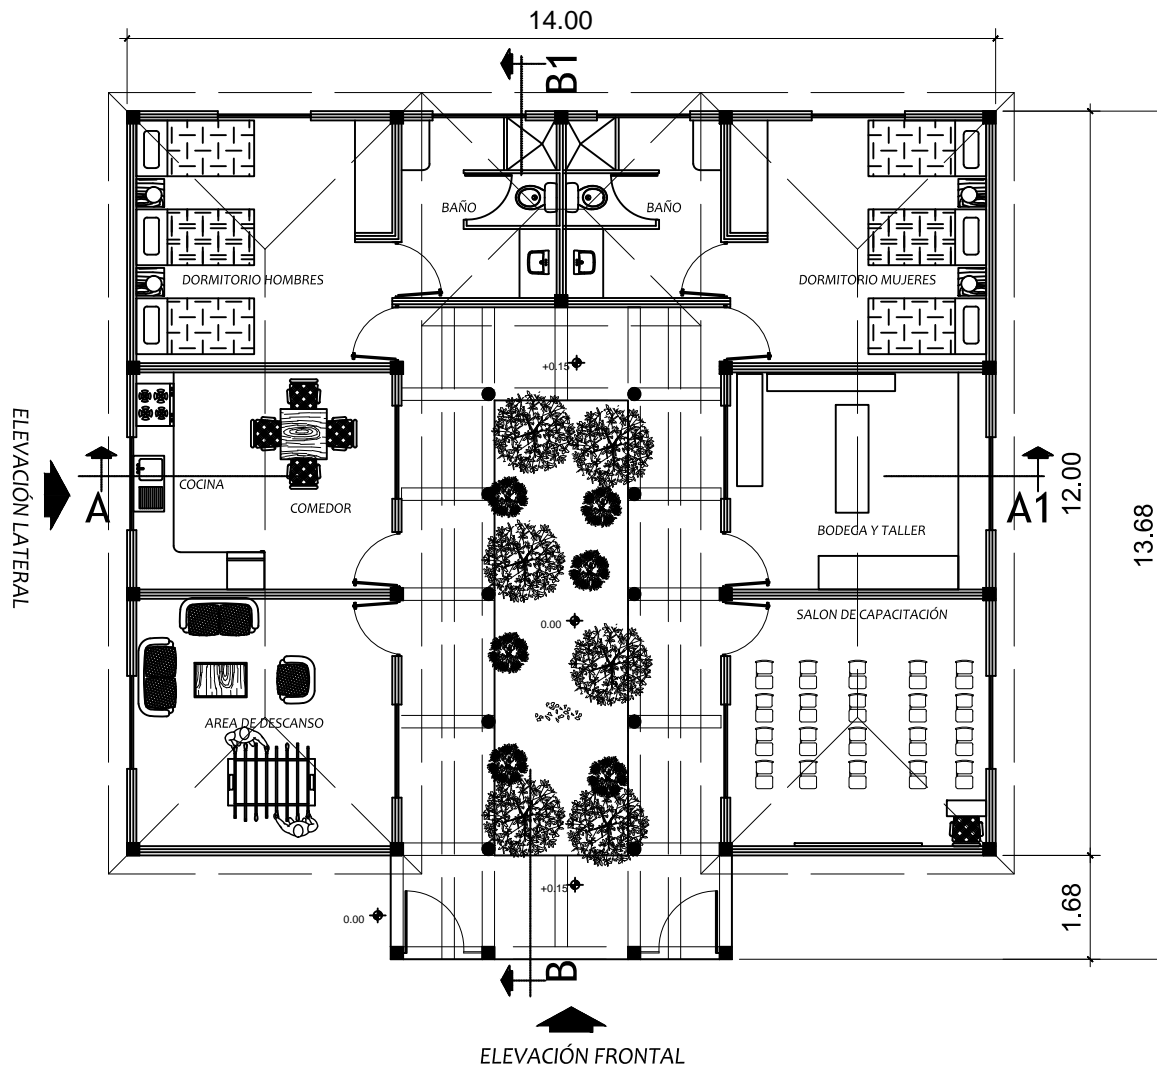 14.00
B1
BAÑO
BAÑO
DORMITORIO HOMBRES
DORMITORIO MUJERES
+0.15
ELEVACIÓN LATERAL
COCINA
A
COMEDOR
A1
12.00
13.68
BODEGA Y TALLER
SALON DE CAPACITACIÓN
0.00
AREA DE DESCANSO
+0.15
0.00
1.68
B
ELEVACIÓN FRONTAL